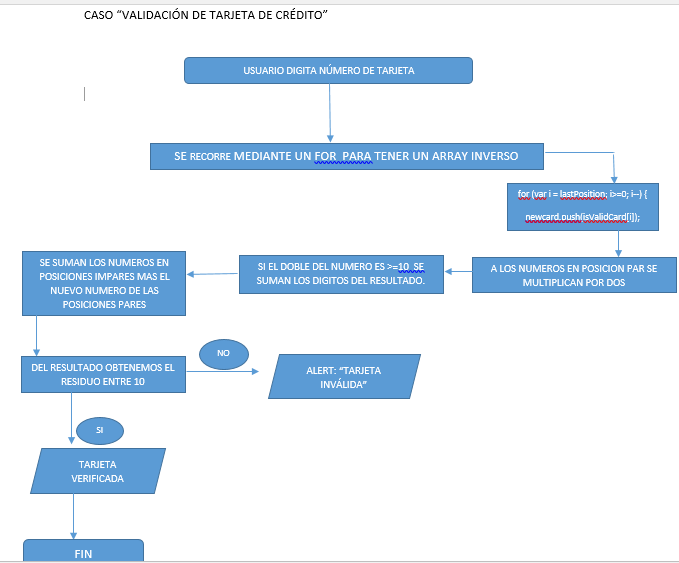 CASO “VALIDACIÓN DE TARJETA DE CRÉDITO”
USUARIO DIGITA NÚMERO DE TARJETA
SE RECORRE MEDIANTE UN FOR PARA TENER UN ARRAY INVERSO
for (var i = lastPosition; i>=0; i--) {
newcard.push(isValidCard[i]);
A LOS NUMEROS EN POSICION PAR SE
MULTIPLICAN POR DOS
SI EL DOBLE DEL NUMERO ES >=10 SE
SUMAN LOS DIGITOS DEL RESULTADO.
SE SUMAN LOS NUMEROS EN
POSICIONES IMPARES MAS EL
NUEVO NUMERO DE LAS
POSICIONES PARES
DEL RESULTADO OBTENEMOS EL
RESIDUO ENTRE 10
NO
ALERT: “TARJETA
INVÁLIDA”
SI
TARJETA
VERIFICADA
FIN